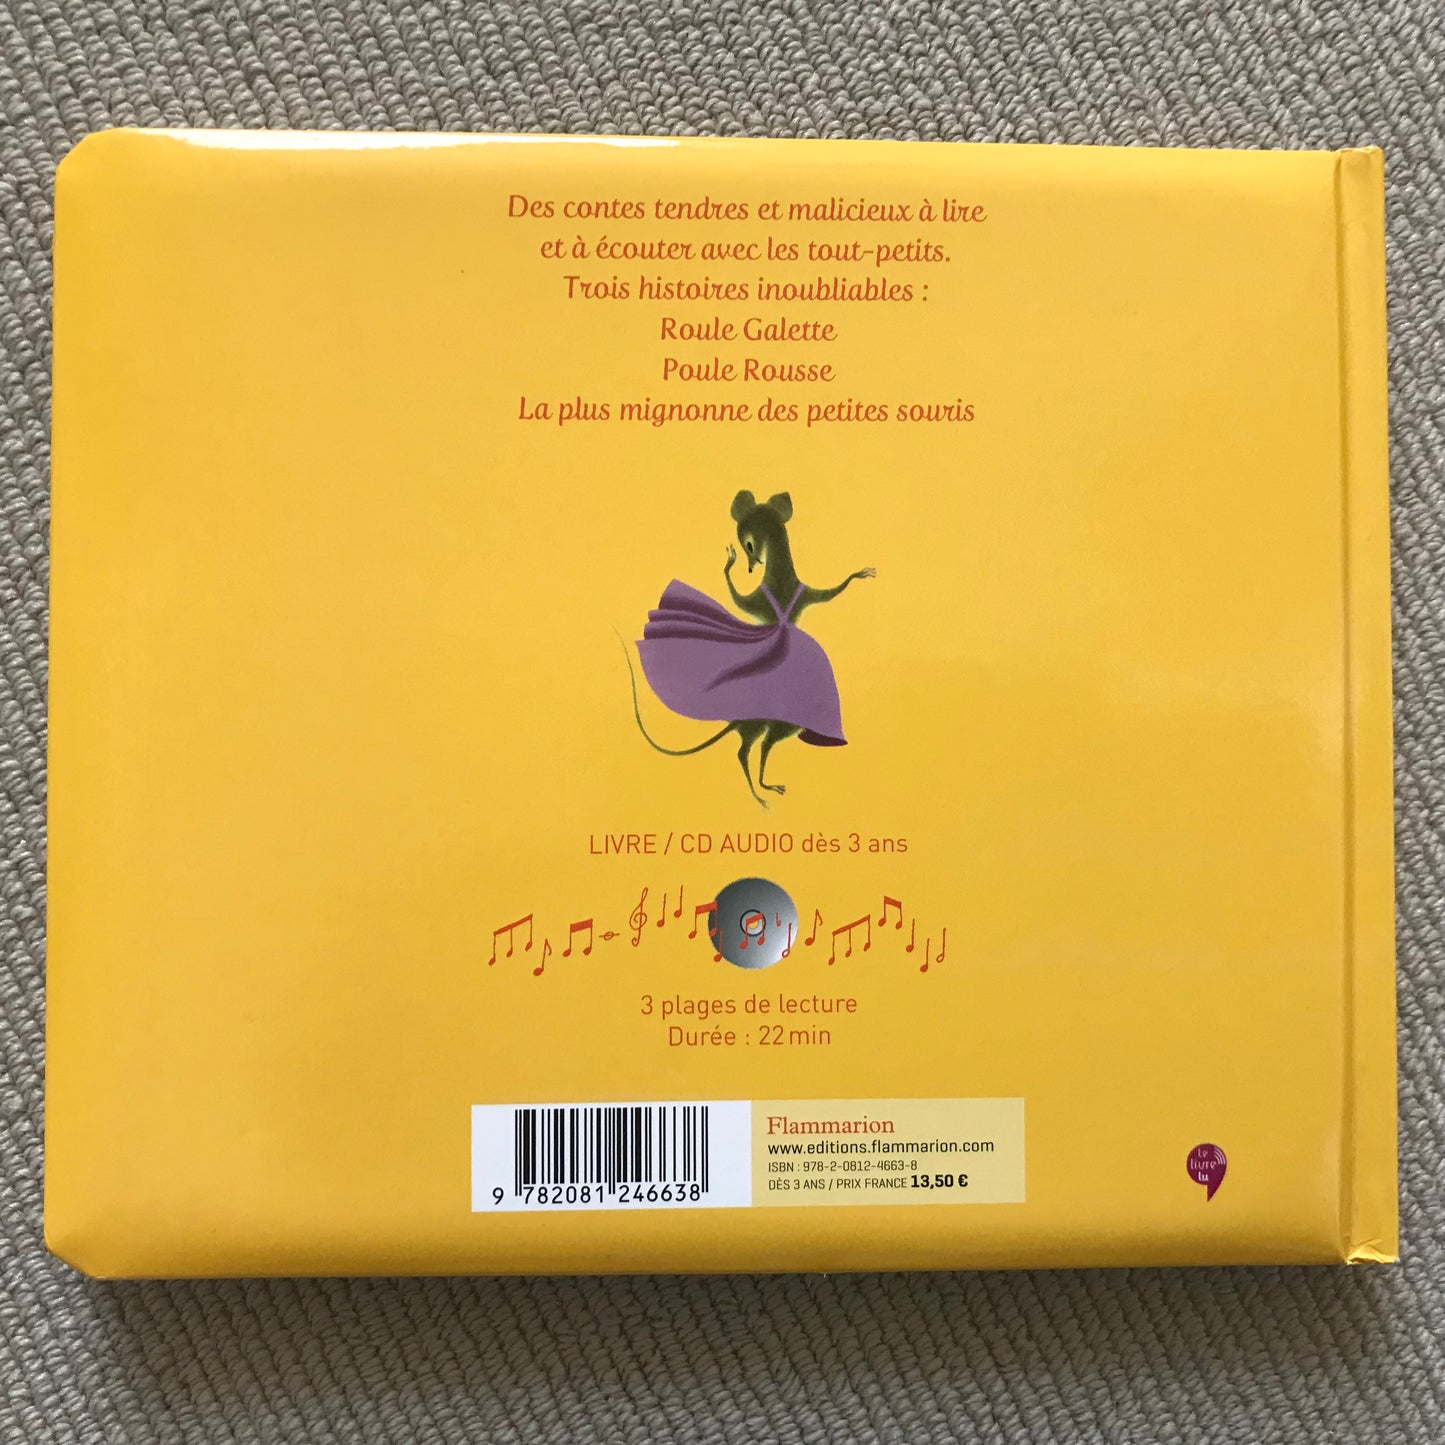 Des contes tendres et malicieux à lire
et à écouter avec les tout-petits.
Trois histoires inoubliables :
Roule Galette
Poule Rousse
La plus mignonne des petites souris
LIVRE / CD AUDIO dès 3 ans
3 plages de lecture
Durée : 22 min
9 782081 246638
Flammarion
www.editions.flammarion.com
ISBN : 978-2-0812-4663-8
DÈS 3 ANS / PRIX FRANCE 13,50 €
Le
livre
lu